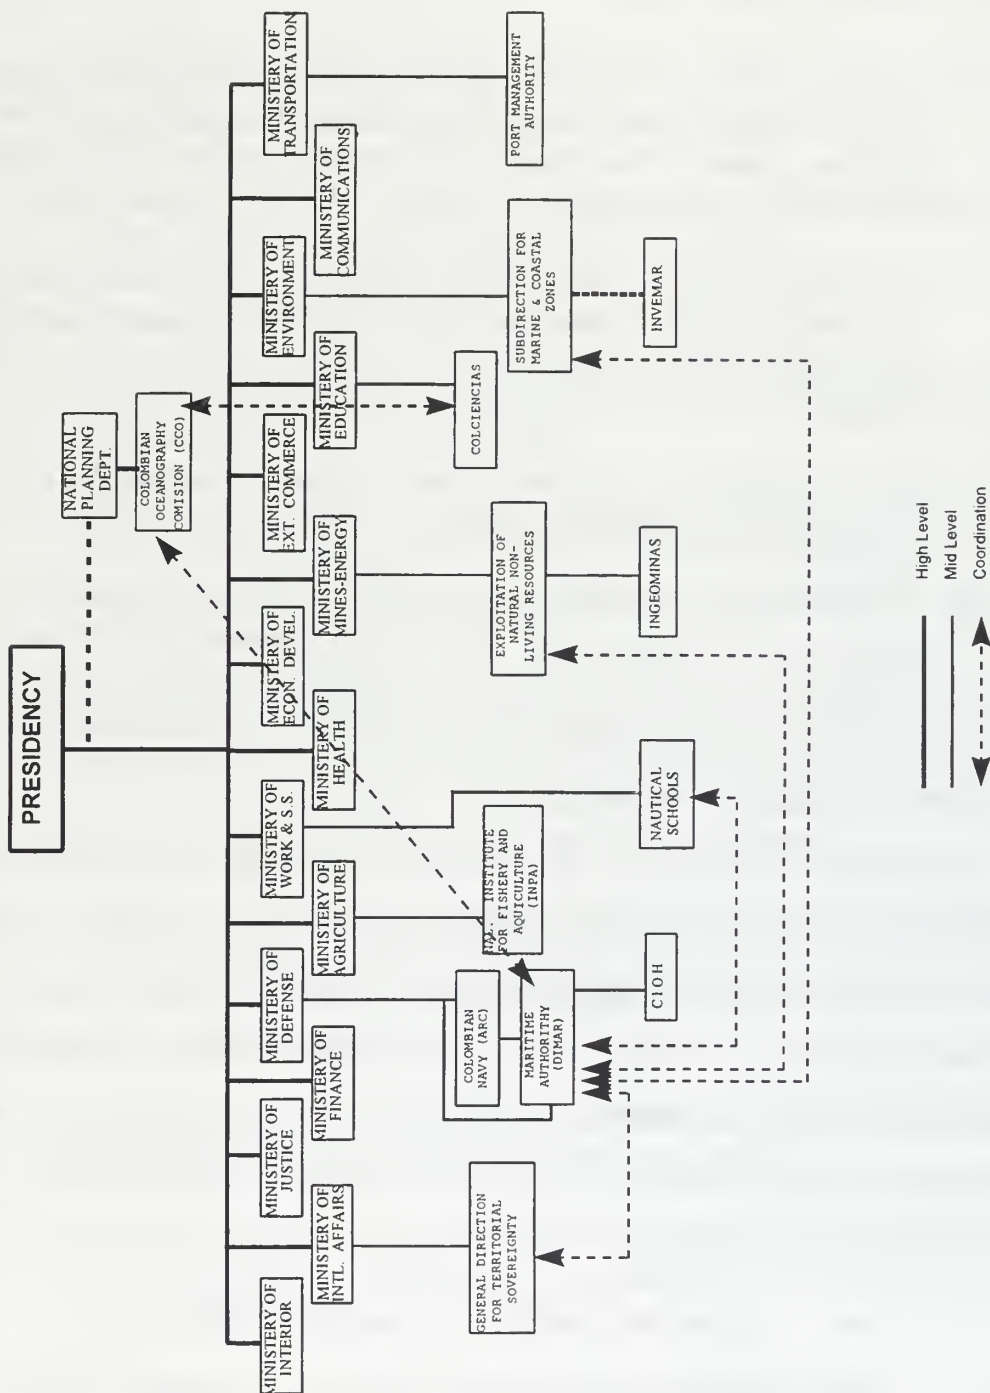 PRESIDENCY
NATIONAL
PLANNING
DEPT.
COLOMBIAN
OCEANOGRAPHY
COMISION (CCO)
MINISTERY OF
INTERIOR
MINISTERY OF
INTL. AFFAIRS
MINISTERY OF
JUSTICE
MINISTERY OF
FINANCE
MINISTERY OF
DEFENSE
MINISTERY OF
AGRICULTURE
MINISTERY OF
WORK & S.S.
MINISTERY OF
HEALTH
MINISTERY OF
ECON. DEVEL.
MINISTERY OF
MINES-ENERGY
MINISTERY OF
EXT. COMMERCE
MINISTERY OF
EDUCATION
MINISTERY OF
ENVIRONMENT
MINISTERY OF
COMMUNICATIONS
MINISTERY OF
TRANSPORTATION
GENERAL DIRECTION
FOR TERRITORIAL
SOVEREIGNTY
COLOMBIAN
NAVY (ARC)
MARITIME
AUTHORITHY
(DIMAR)
CIOH
INSTITUTE
FOR FISHERY AND
AQUICULTURE
(INPA)
NAUTICAL
SCHOOLS
EXPLOITATION OF
NATURAL NON-
LIVING RESOURCES
INGEOMINAS
COLCIENCIAS
SUBDIRECTION FOR
MARINE & COASTAL
ZONES
INVEMAR
PORT MANAGEMENT
AUTHORITY
High Level
Mid Level
Coordination